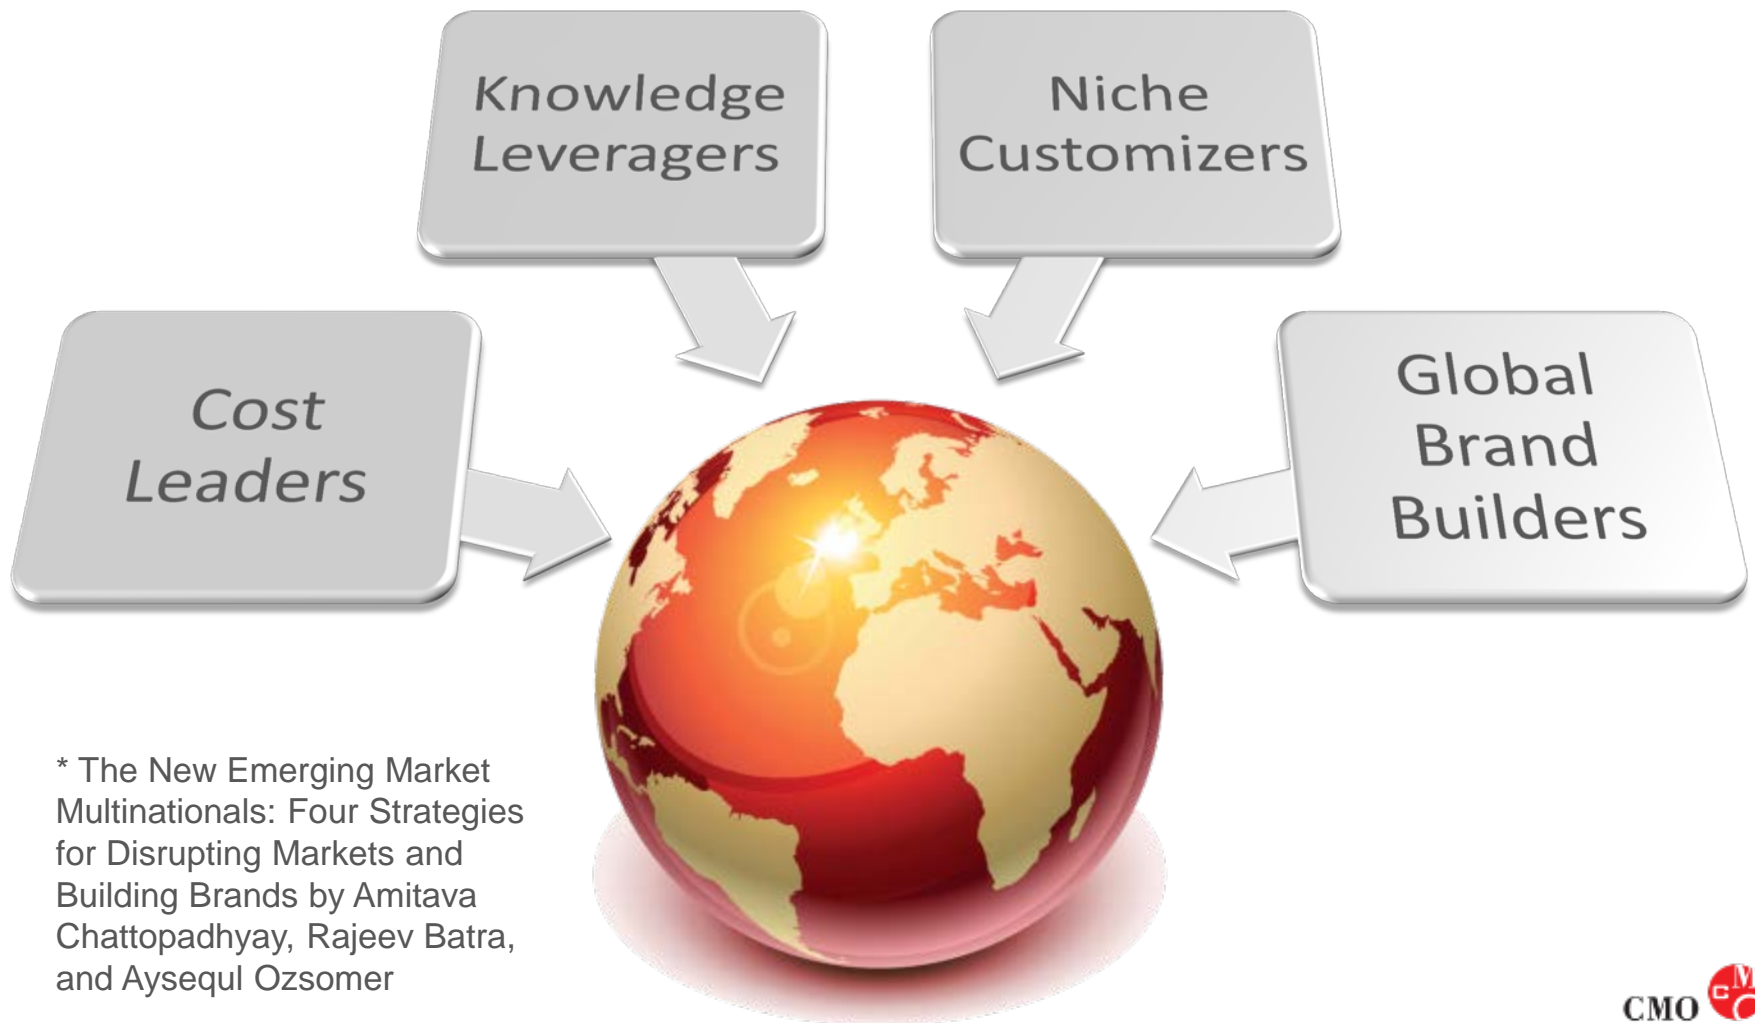 Knowledge
Leveragers
Niche
Customizers
Cost
Leaders
Global
Brand
Builders
* The New Emerging Market
Multinationals: Four Strategies
for Disrupting Markets and
Building Brands by Amitava
Chattopadhyay, Rajeev Batra,
and Aysequl Ozsomer
CMO